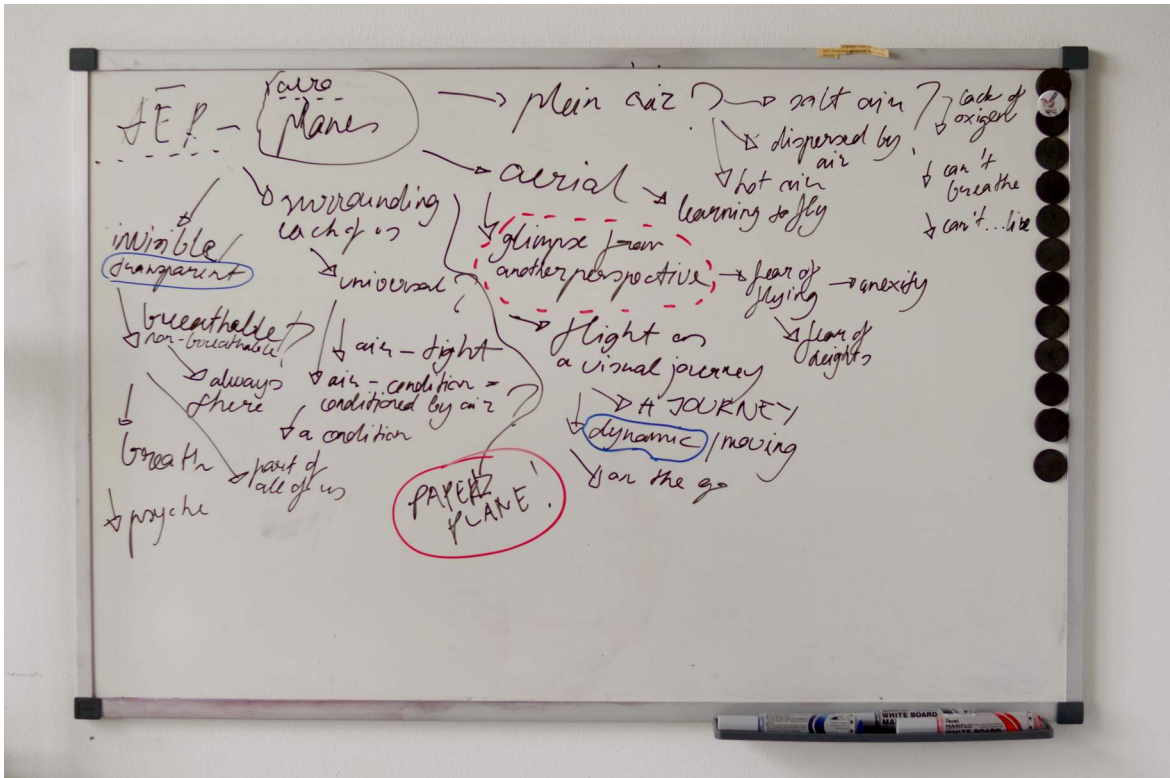 aero
planes
plein air?
salt air?
lack of
oxigen
can't
breathe
can't...live
dispersed by
air
hot air
aerial
learning to fly
surrounding
each of us
invisible/
transparent
universal?
glimpse from
another perspective
fear of
flying
anexity
fear of
heights
breathable?
non-breathable?
always
there
air-tight
air-condition =
conditioned by air?
a condition
flight as
a visual journey
A JOURNEY
dynamic / moving
on the go
breath
part of
all of us
psyche
PAPER
PLANE!
WHITE BOARD
WHITE BOARD